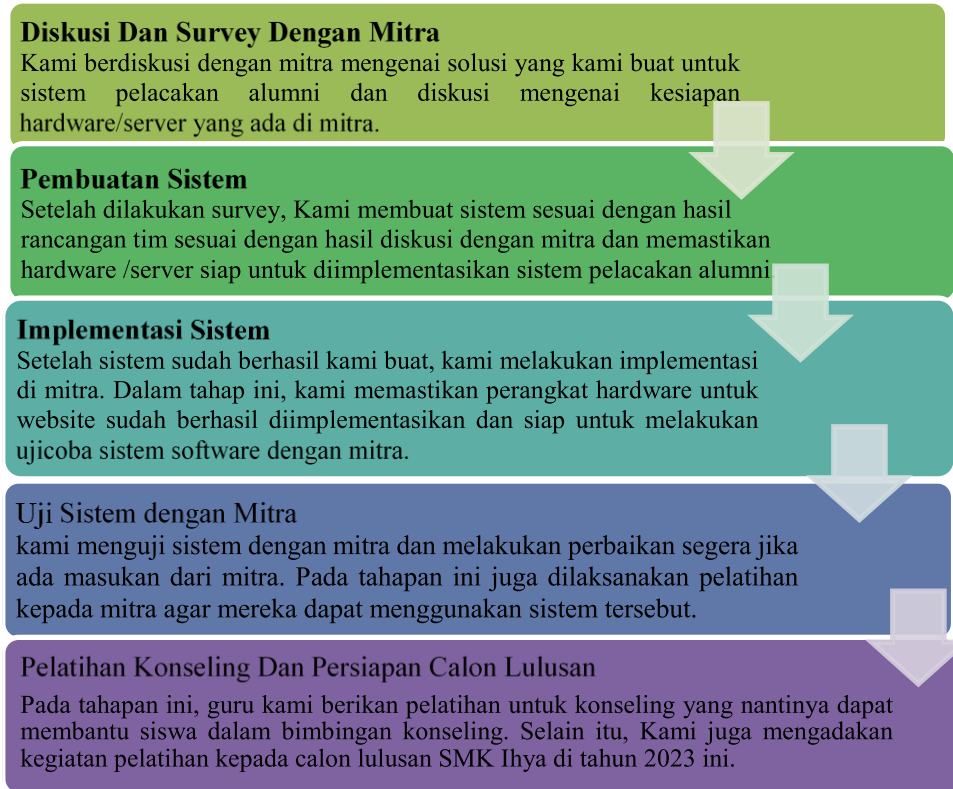 Diskusi Dan Survey Dengan Mitra
Kami berdiskusi dengan mitra mengenai solusi yang kami buat untuk
sistem pelacakan alumni dan diskusi mengenai kesiapan
hardware/server yang ada di mitra.
Pembuatan Sistem
Setelah dilakukan survey, Kami membuat sistem sesuai dengan hasil
rancangan tim sesuai dengan hasil diskusi dengan mitra dan memastikan
hardware /server siap untuk diimplementasikan sistem pelacakan alumni.
Implementasi Sistem
Setelah sistem sudah berhasil kami buat, kami melakukan implementasi
di mitra. Dalam tahap ini, kami memastikan perangkat hardware untuk
website sudah berhasil diimplementasikan dan siap untuk melakukan
ujicoba sistem software dengan mitra.
Uji Sistem dengan Mitra
kami menguji sistem dengan mitra dan melakukan perbaikan segera jika
ada masukan dari mitra. Pada tahapan ini juga dilaksanakan pelatihan
kepada mitra agar mereka dapat menggunakan sistem tersebut.
Pelatihan Konseling Dan Persiapan Calon Lulusan
Pada tahapan ini, guru kami berikan pelatihan untuk konseling yang nantinya dapat
membantu siswa dalam bimbingan konseling. Selain itu, Kami juga mengadakan
kegiatan pelatihan kepada calon lulusan SMK Ihya di tahun 2023 ini.